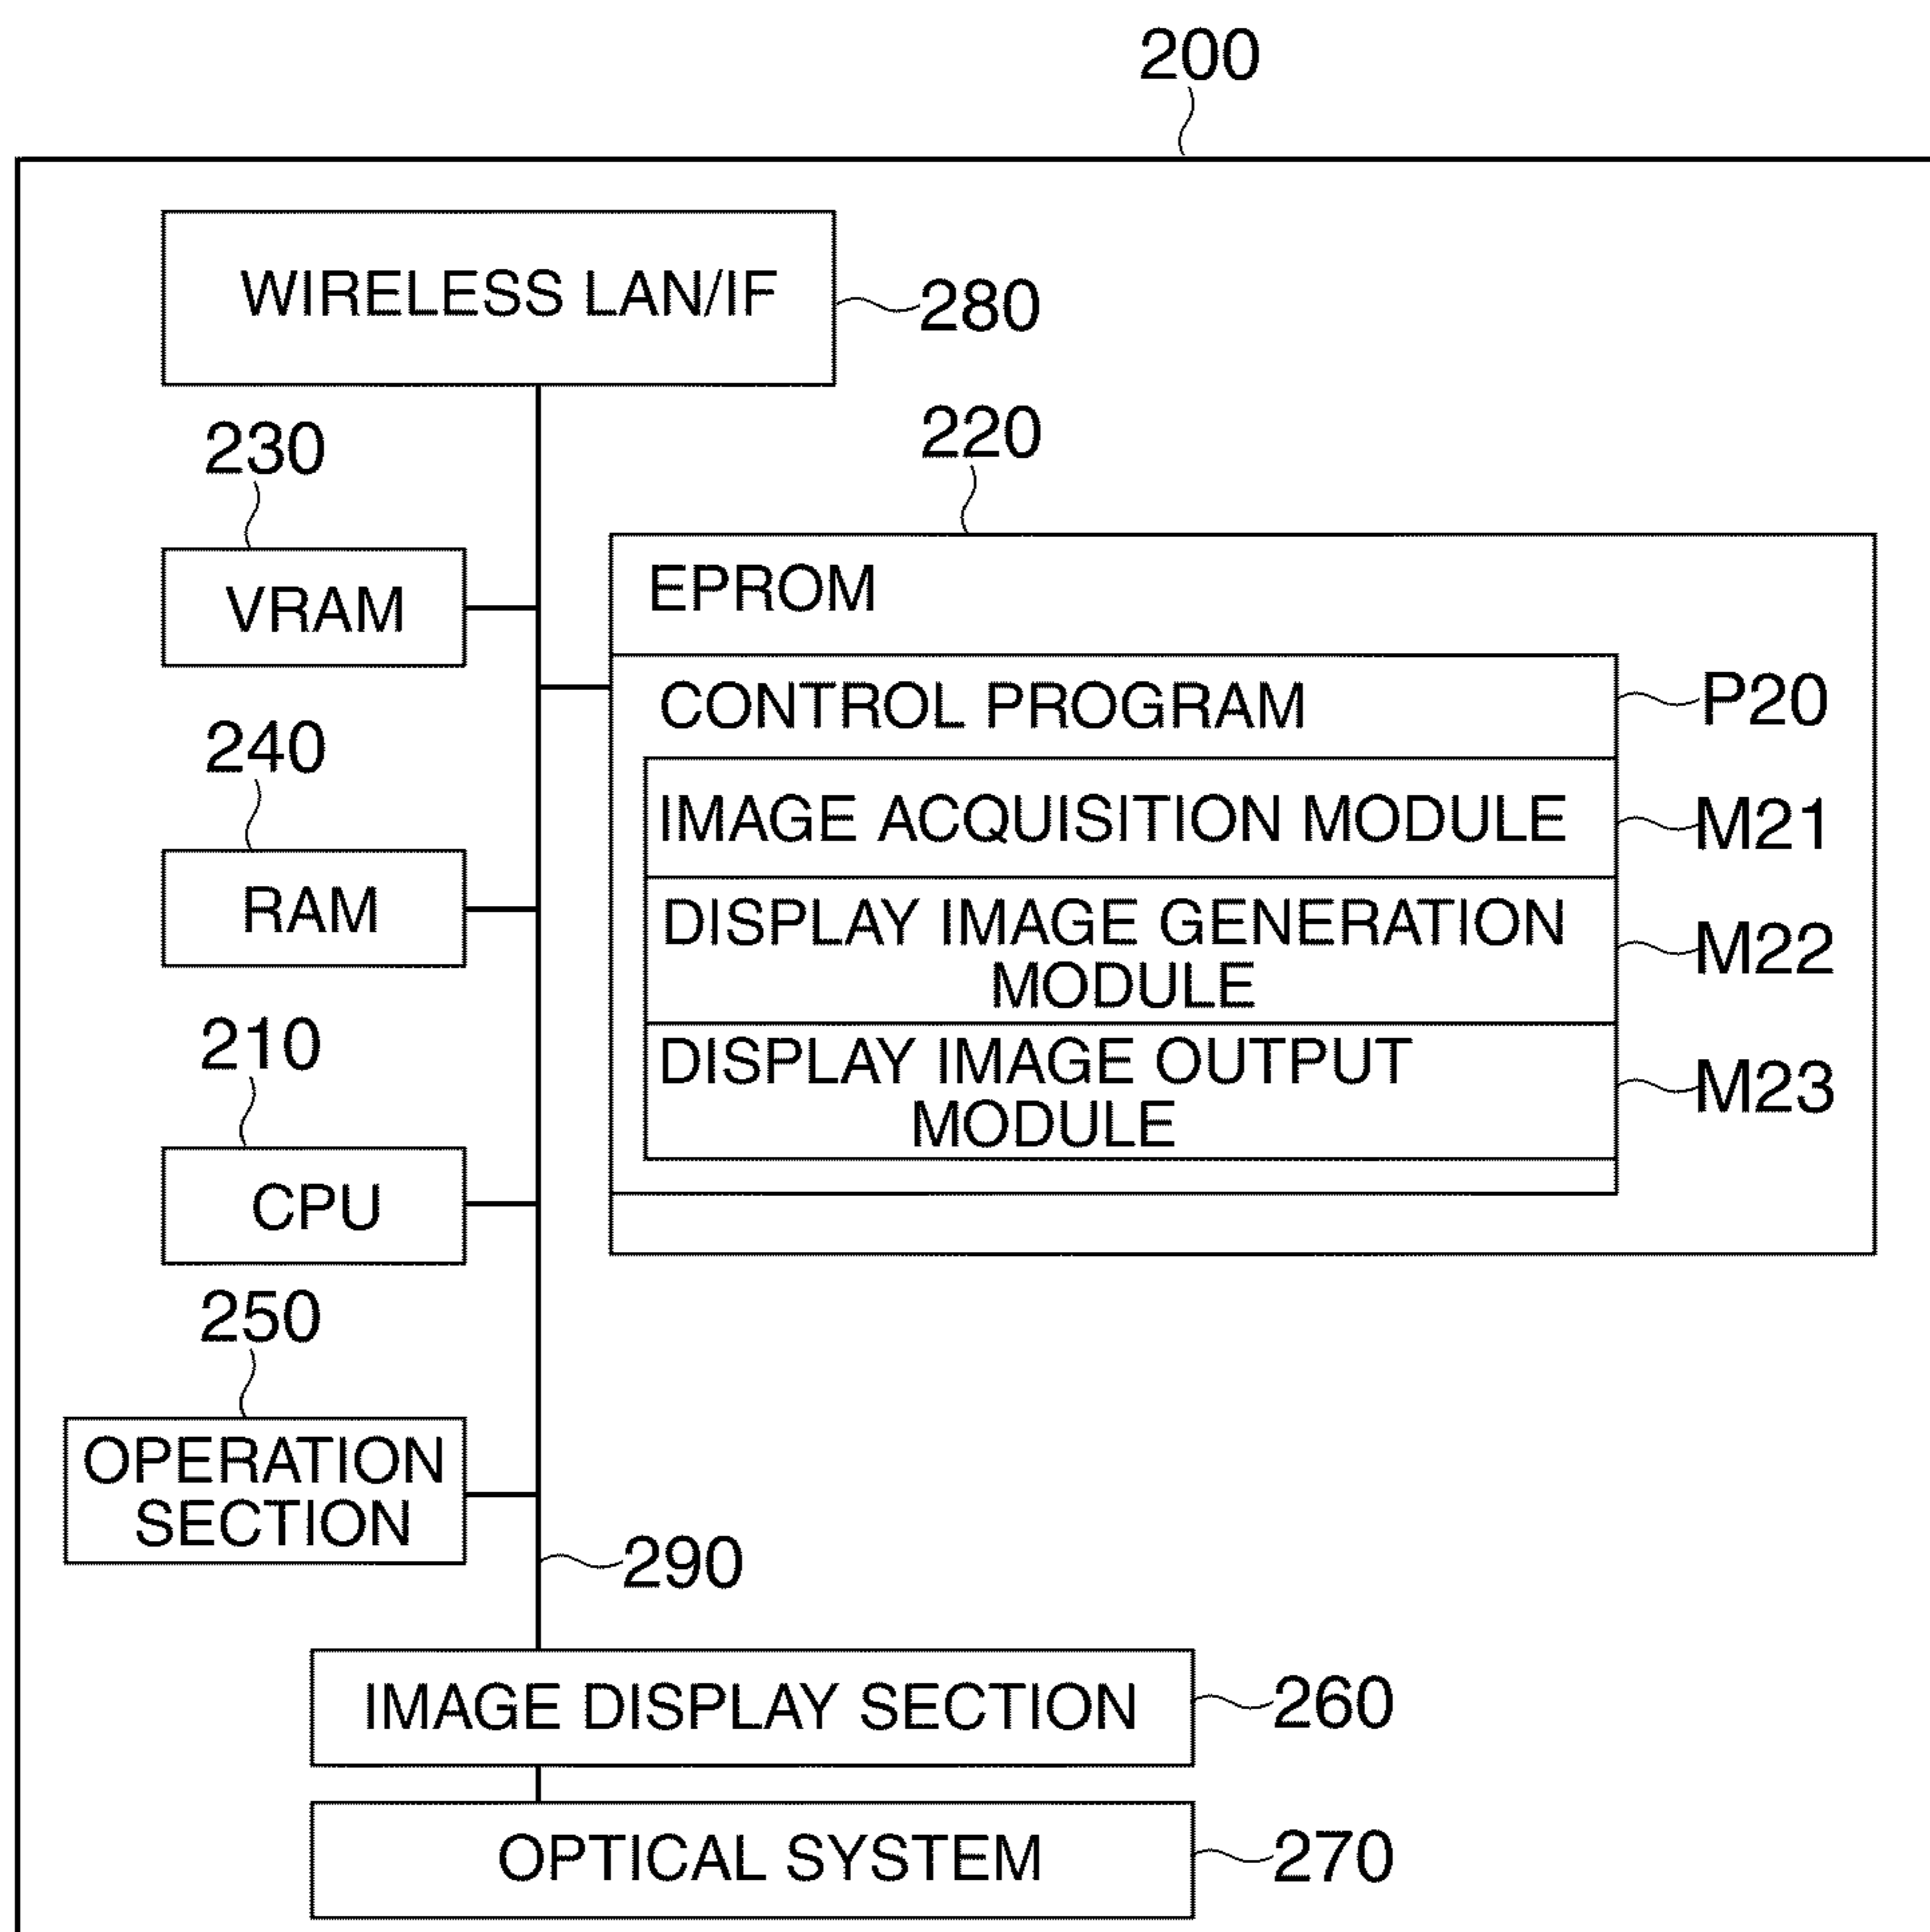 200
WIRELESS LAN/IF
280
230
220
VRAM
EPROM
CONTROL PROGRAM
P20
240
IMAGE ACQUISITION MODULE
M21
RAM
DISPLAY IMAGE GENERATION
MODULE
M22
210
DISPLAY IMAGE OUTPUT
MODULE
M23
CPU
250
OPERATION
SECTION
290
IMAGE DISPLAY SECTION
260
OPTICAL SYSTEM
270